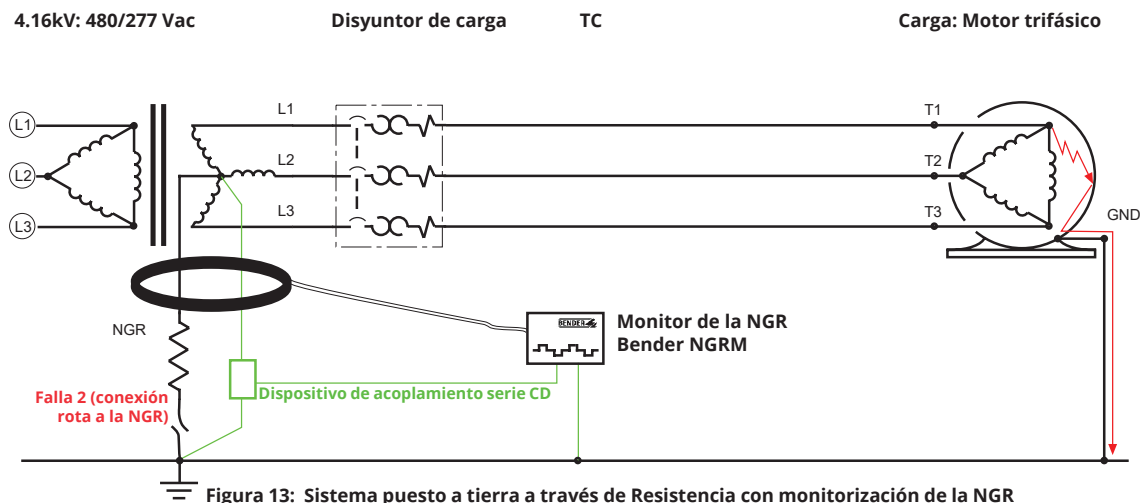 4.16kV: 480/277 Vac
Disyuntor de carga
TC
Carga: Motor trifásico
L1
L2
L3
L1
L2
L3
T1
T2
T3
GND
NGR
BENDER
Monitor de la NGR
Bender NGRM
Falla 2 (conexión
rota a la NGR)
Dispositivo de acoplamiento serie CD
Figura 13: Sistema puesto a tierra a través de Resistencia con monitorización de la NGR